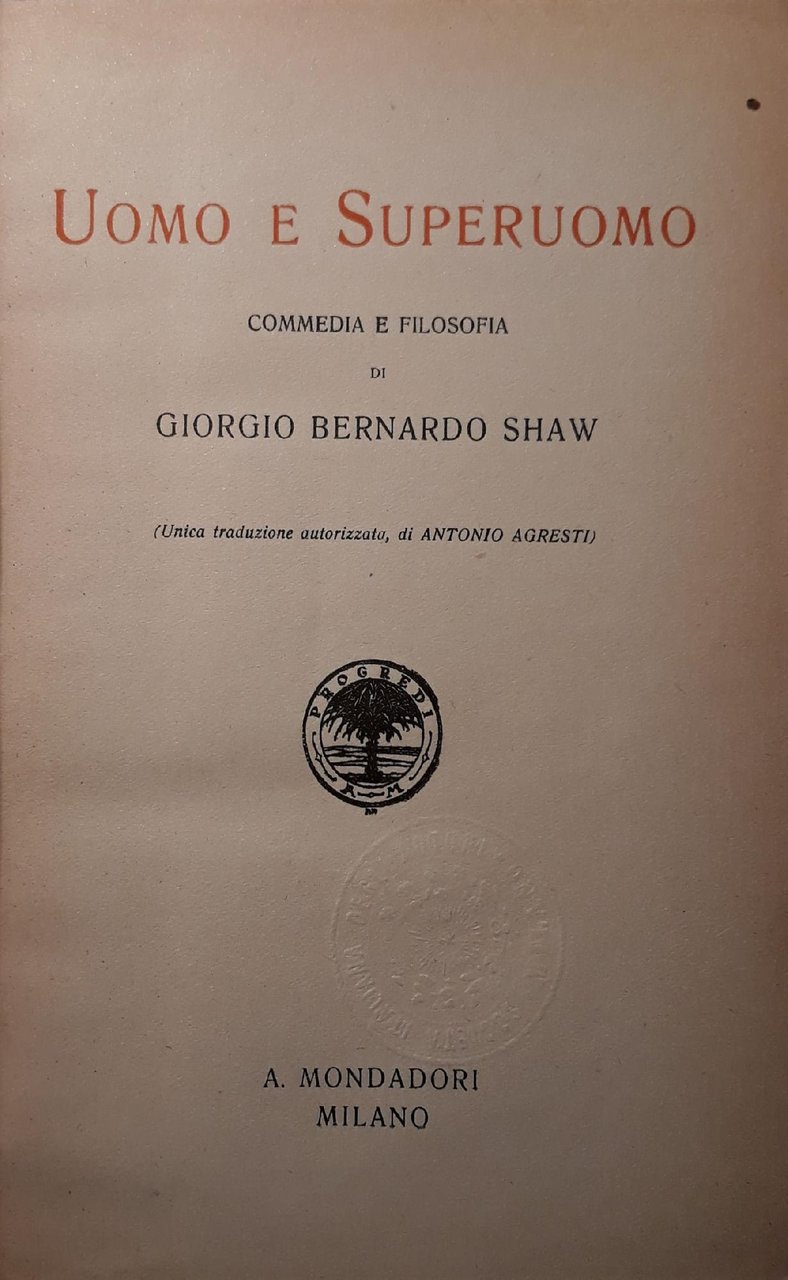 UOMO E SUPERUOMO
COMMEDIA E FILOSOFIA
DI
GIORGIO BERNARDO SHAW
(Unica traduzione autorizzata, di ANTONIO AGRESTI)
PROGREDI
A M
A. MONDADORI
MILANO